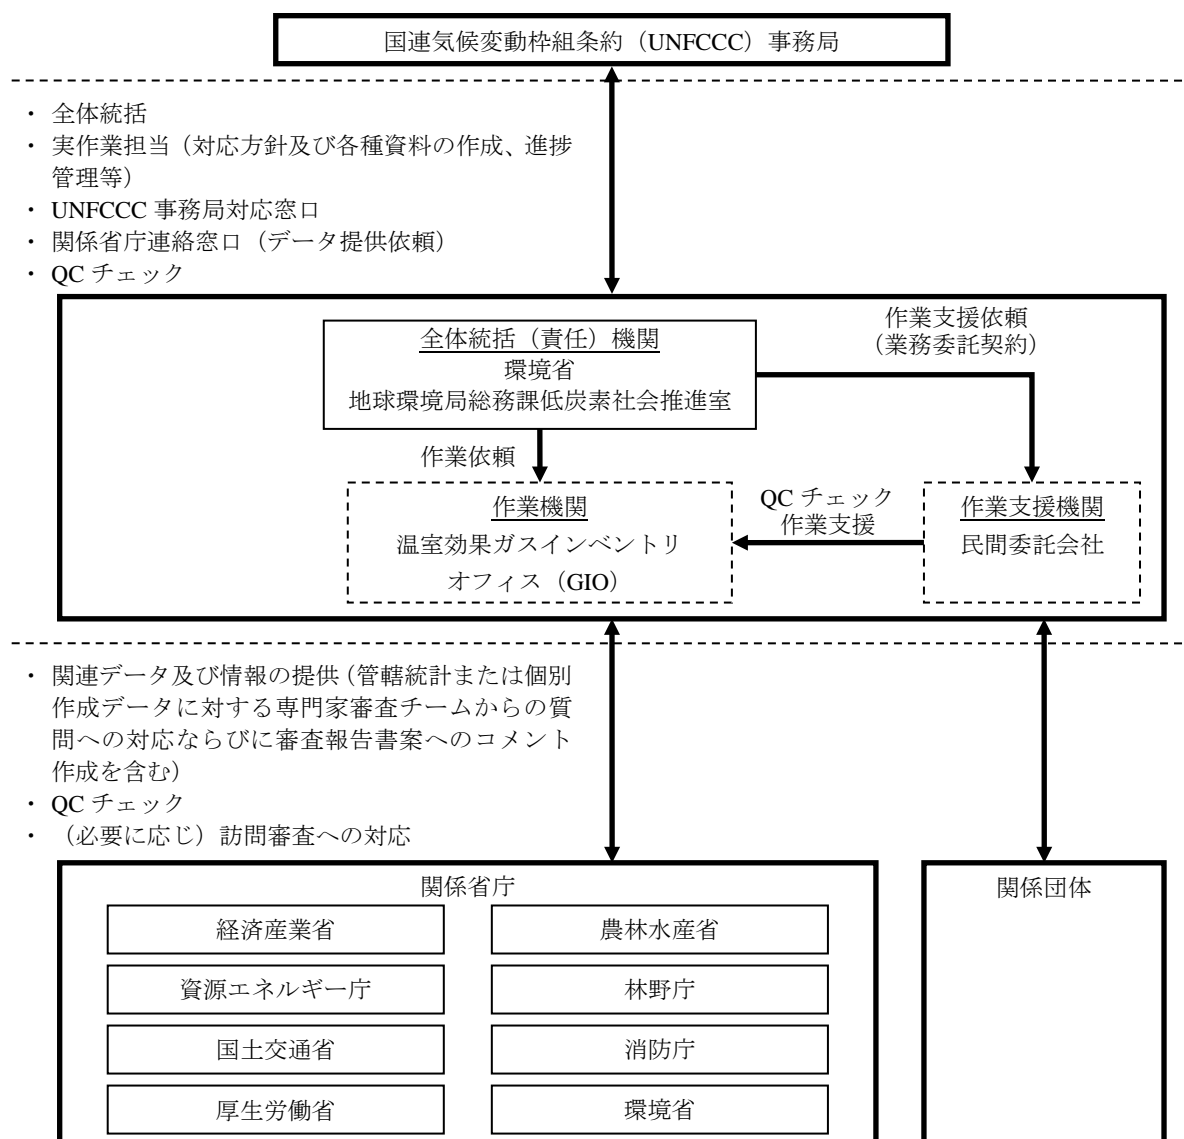 国連気候変動枠組条約（UNFCCC）事務局
・ 全体統括
・ 実作業担当（対応方針及び各種資料の作成、進捗
管理等）
・ UNFCCC 事務局対応窓口
・ 関係省庁連絡窓口（データ提供依頼）
・ QC チェック
全体統括（責任）機関
環境省
地球環境局総務課低炭素社会推進室
作業支援依頼
（業務委託契約）
作業依頼
作業機関
温室効果ガスインベントリ
オフィス（GIO）
QC チェック
作業支援
作業支援機関
民間委託会社
・ 関連データ及び情報の提供（管轄統計または個別
作成データに対する専門家審査チームからの質
問への対応ならびに審査報告書案へのコメント
作成を含む）
・ QC チェック
・ （必要に応じ）訪問審査への対応
関係省庁
経済産業省
農林水産省
資源エネルギー庁
林野庁
国土交通省
消防庁
厚生労働省
環境省
関係団体